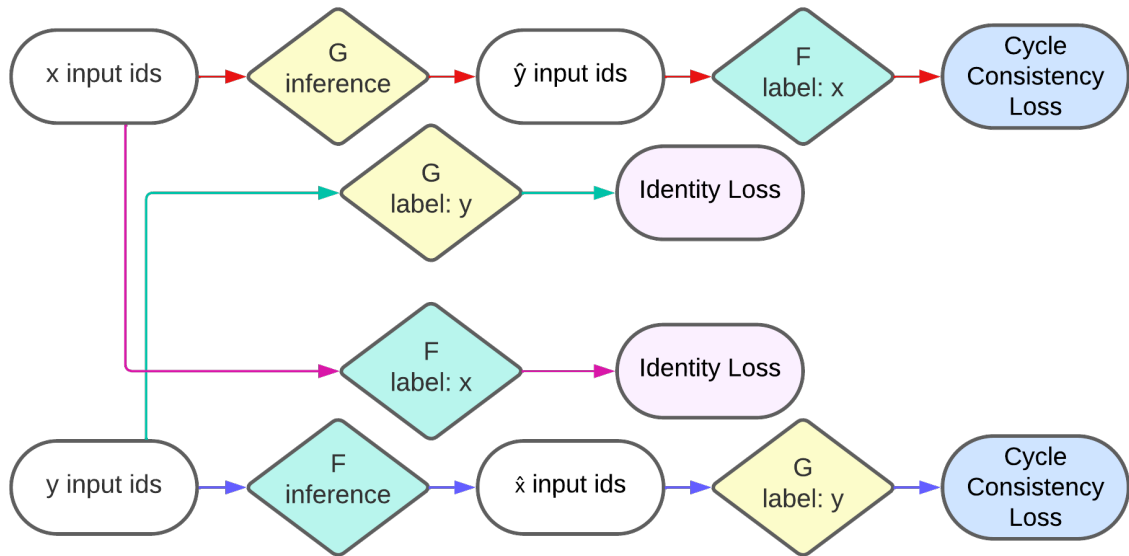 x input ids
G
inference
ŷ input ids
F
label: x
Cycle
Consistency
Loss
G
label: y
Identity Loss
F
label: x
Identity Loss
y input ids
F
inference
x̂ input ids
G
label: y
Cycle
Consistency
Loss